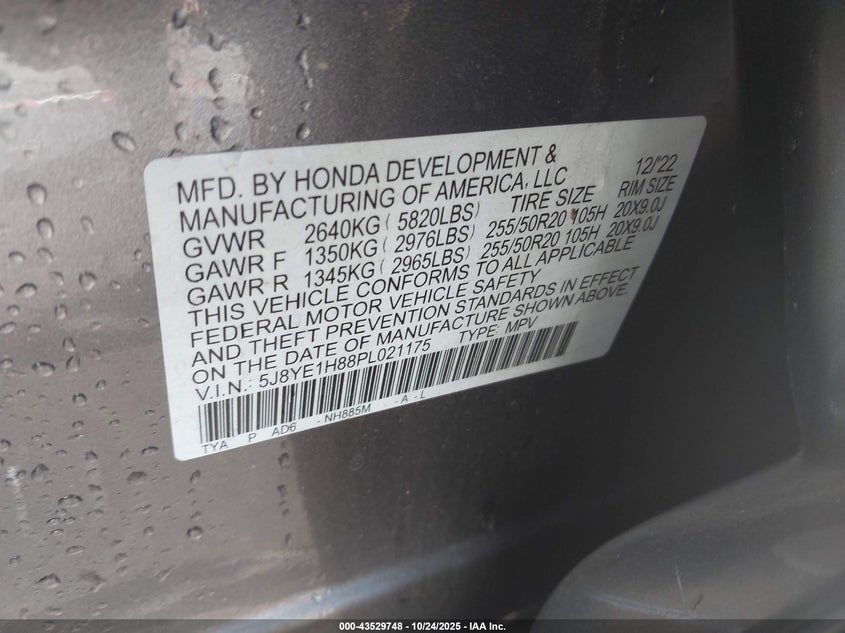 MFD. BY HONDA DEVELOPMENT &
MANUFACTURING OF AMERICA, LLC 12/'22
GVWR 2640KG ( 5820LBS) TIRE SIZE RIM SIZE
GAWR F 1350KG ( 2976LBS) 255/50R20 105H 20X9.0J
GAWR R 1345KG ( 2965LBS) 255/50R20 105H 20X9.0J
THIS VEHICLE CONFORMS TO ALL APPLICABLE
FEDERAL MOTOR VEHICLE SAFETY
AND THEFT PREVENTION STANDARDS IN EFFECT
ON THE DATE OF MANUFACTURE SHOWN ABOVE.
V.I.N.: 5J8YE1H88PL021175 TYPE: MPV
TYA P AD6 -NH885M -A-L
000-43529748 - 10/24/2025 - IAA Inc.